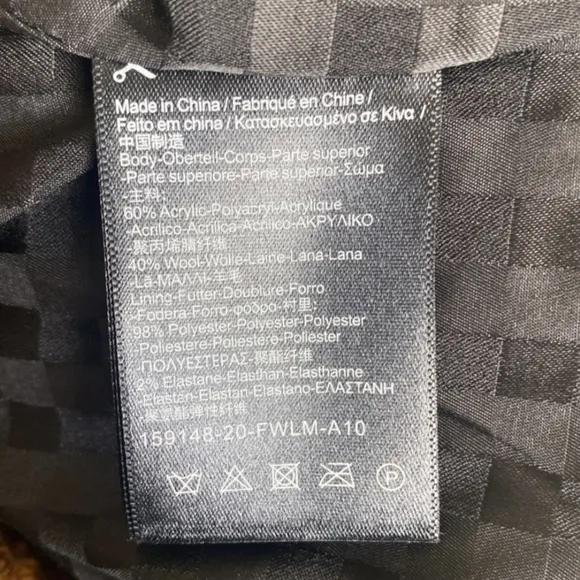 Made in China / Fabriqué en Chine /
Feito em china / Κατασκευασμένο σε Κίνα /
中国制造
Body-Oberteil-Corps-Parte superior
-Parte superiore-Parte superior-Σώμα
-主料:
60% Acrylic-Polyacryl-Acrylique
-Acrilico-Acrílica-Acrílico-ΑΚΡΥΛΙΚΟ
-聚丙烯腈纤维
40% Wool-Wolle-Laine-Lana-Lana
-Lã-ΜΑΛΛΙ-羊毛
Lining-Futter-Doublure-Forro
-Fodera-Forro-φοδρο-村里:
98% Polyester-Polyester-Polyester
Poliestere-Poliéster-Poliéster
-ΠΟΛΥΕΣΤΕΡΑΣ-聚酯纤维
2% Elastane-Elasthan-Élasthanne
-Elastan-Elastano-ΕΛΑΣΤΑΝΗ
-聚氨酯弹性纤维
159148-20-FWLM-A10
P